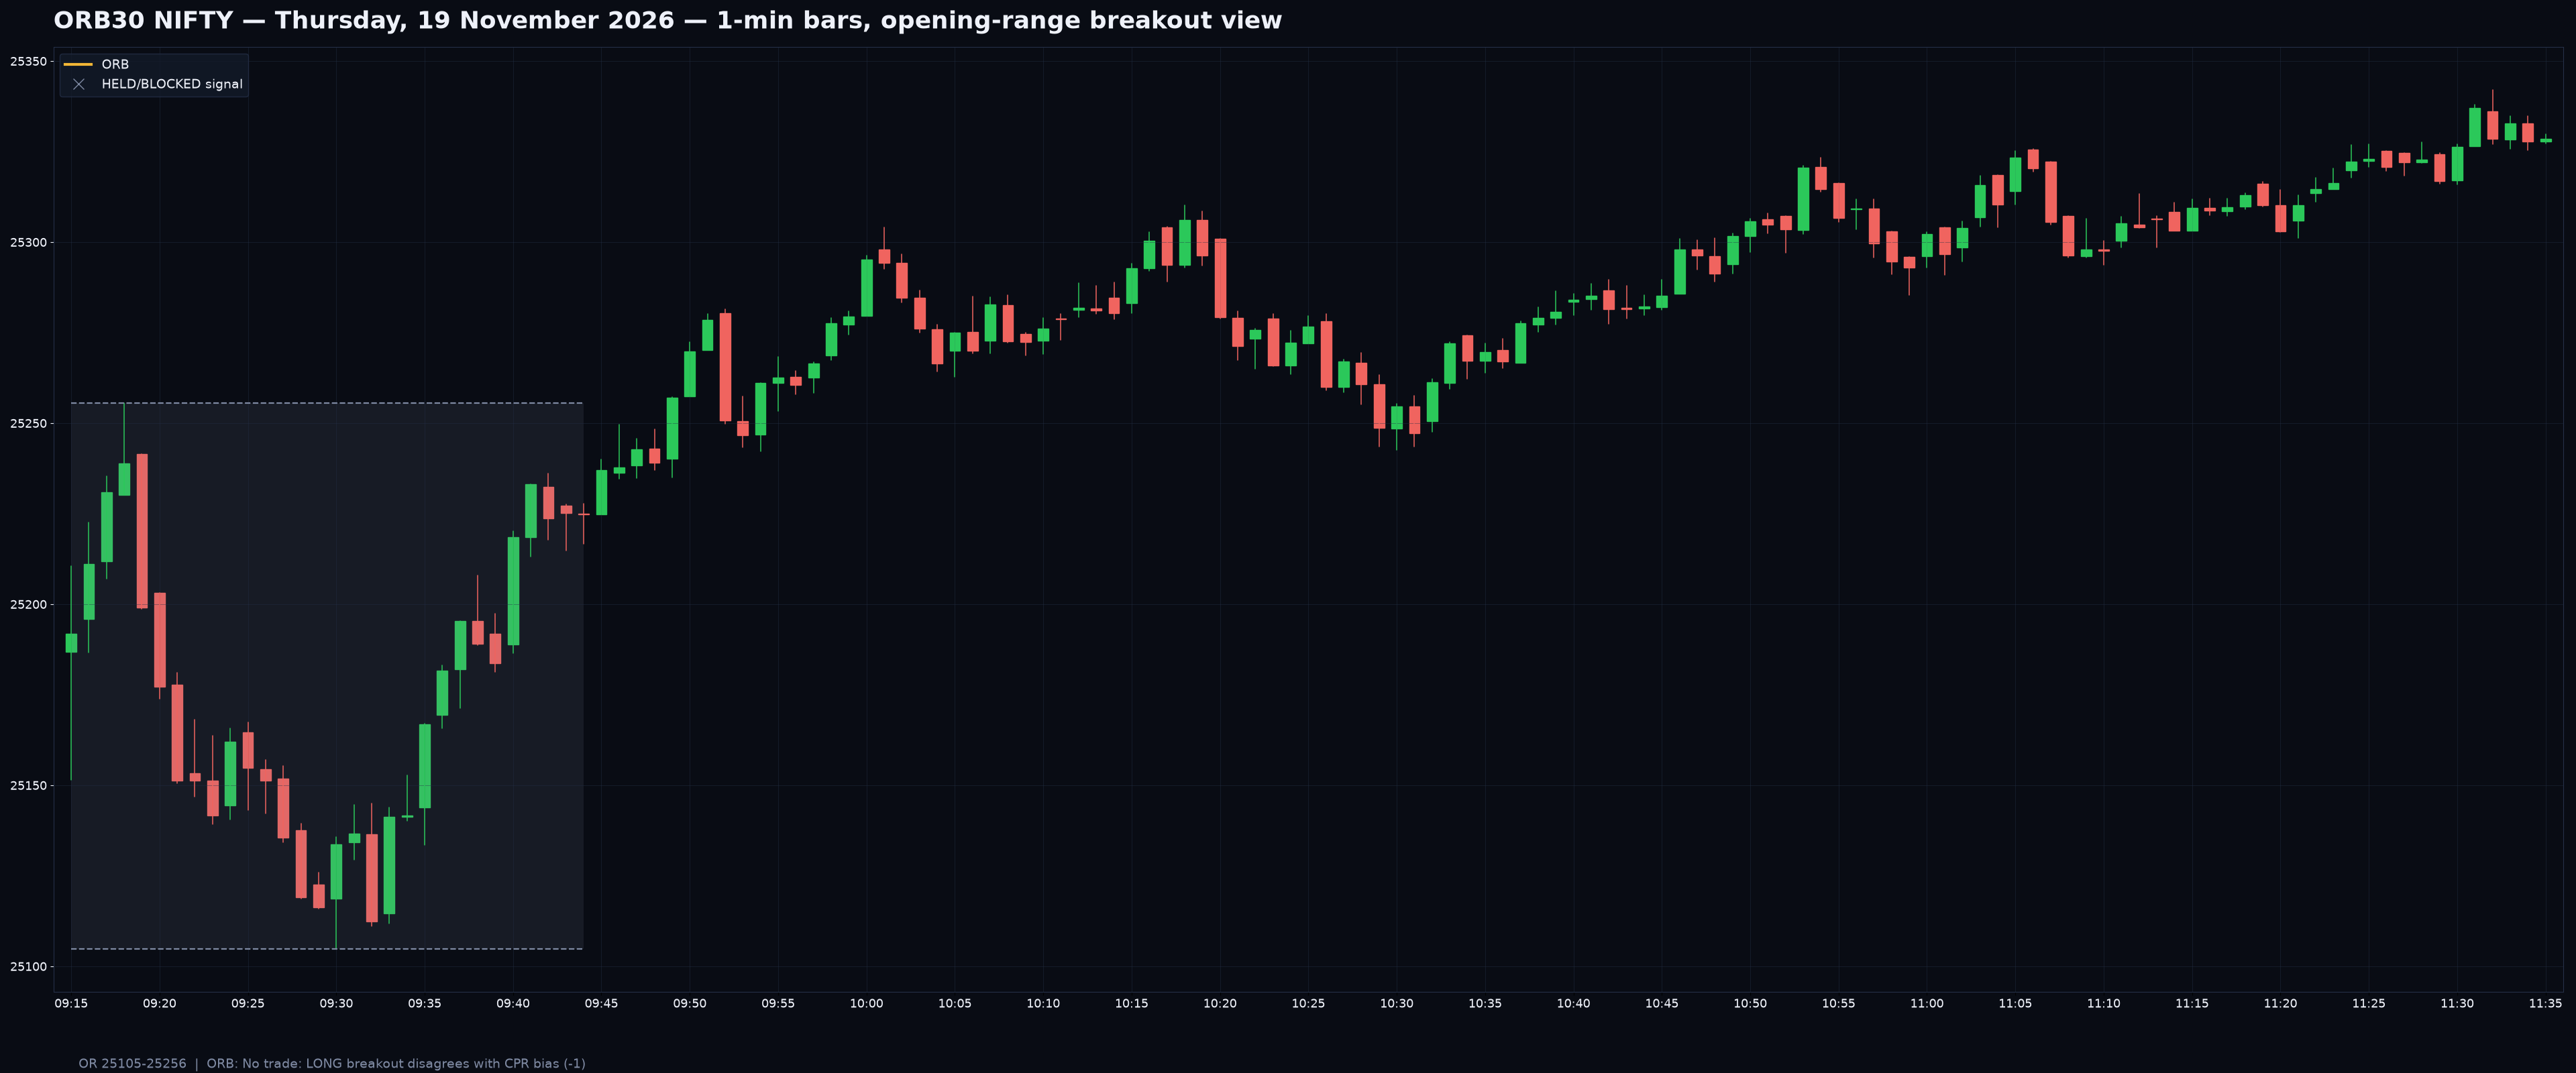 ORB30 NIFTY — Thursday, 19 November 2026 — 1-min bars, opening-range breakout view
ORB
HELD/BLOCKED signal
25350
25300
25250
25200
25150
25100
09:15 09:20 09:25 09:30 09:35 09:40 09:45 09:50 09:55 10:00 10:05 10:10 10:15 10:20 10:25 10:30 10:35 10:40 10:45 10:50 10:55 11:00 11:05 11:10 11:15 11:20 11:25 11:30 11:35
OR 25105-25256 | ORB: No trade: LONG breakout disagrees with CPR bias (-1)